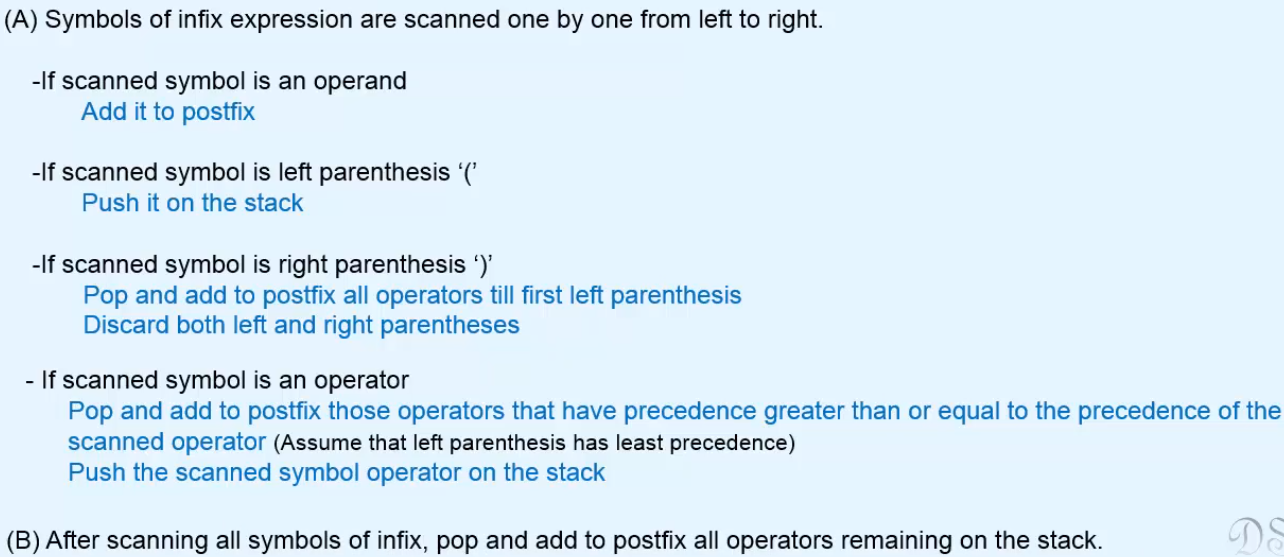 (A) Symbols of infix expression are scanned one by one from left to right.
-If scanned symbol is an operand
Add it to postfix
-If scanned symbol is left parenthesis ‘(’
Push it on the stack
-If scanned symbol is right parenthesis ‘)’
Pop and add to postfix all operators till first left parenthesis
Discard both left and right parentheses
- If scanned symbol is an operator
Pop and add to postfix those operators that have precedence greater than or equal to the precedence of the
scanned operator (Assume that left parenthesis has least precedence)
Push the scanned symbol operator on the stack
(B) After scanning all symbols of infix, pop and add to postfix all operators remaining on the stack.